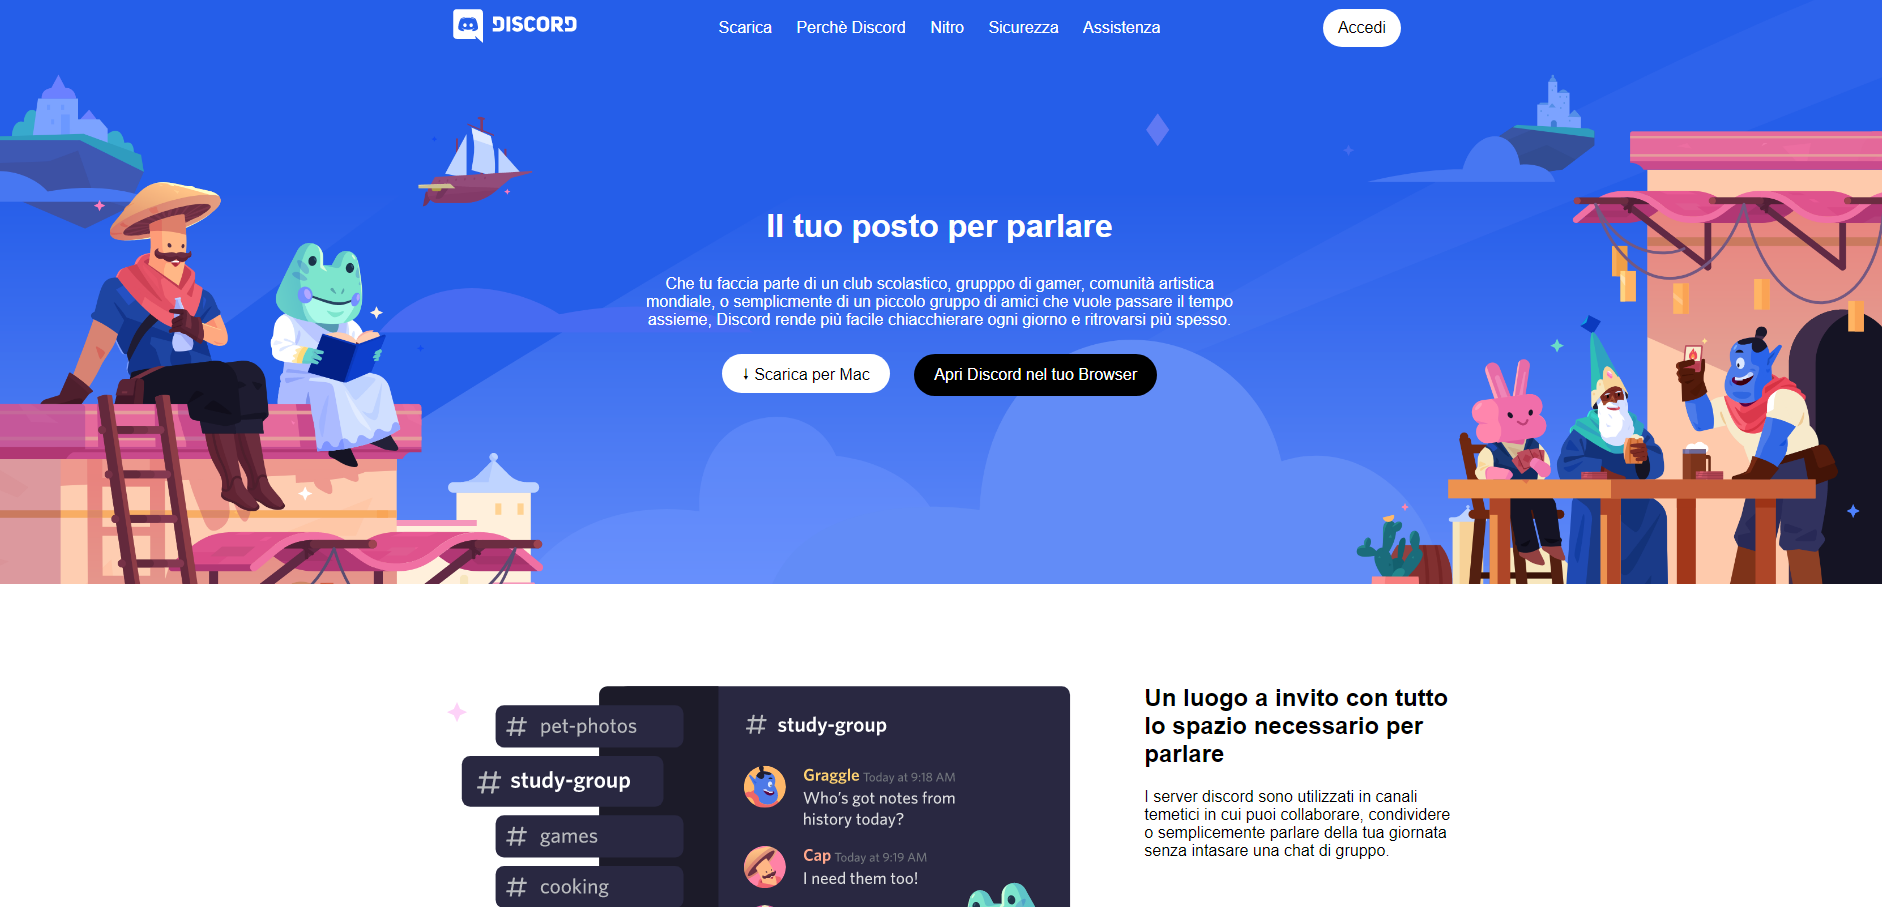 DISCORD
Scarica Perchè Discord Nitro Sicurezza Assistenza
Accedi
Il tuo posto per parlare
Che tu faccia parte di un club scolastico, grupppo di gamer, comunità artistica
mondiale, o semplicmente di un piccolo gruppo di amici che vuole passare il tempo
assieme, Discord rende più facile chiacchierare ogni giorno e ritrovarsi più spesso.
⭣ Scarica per Mac
Apri Discord nel tuo Browser
# pet-photos
# study-group
# games
# cooking
# study-group
Graggle Today at 9:18 AM
Who's got notes from
history today?
Cap Today at 9:19 AM
I need them too!
Un luogo a invito con tutto
lo spazio necessario per
parlare
I server discord sono utilizzati in canali
temetici in cui puoi collaborare, condividere
o semplicemente parlare della tua giornata
senza intasare una chat di gruppo.